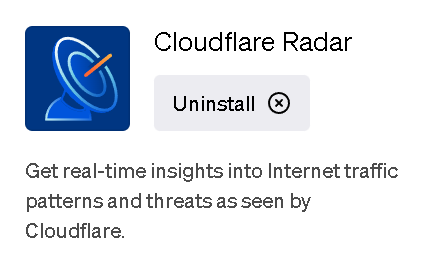 Cloudflare Radar
Uninstall
Get real-time insights into Internet traffic
patterns and threats as seen by
Cloudflare.